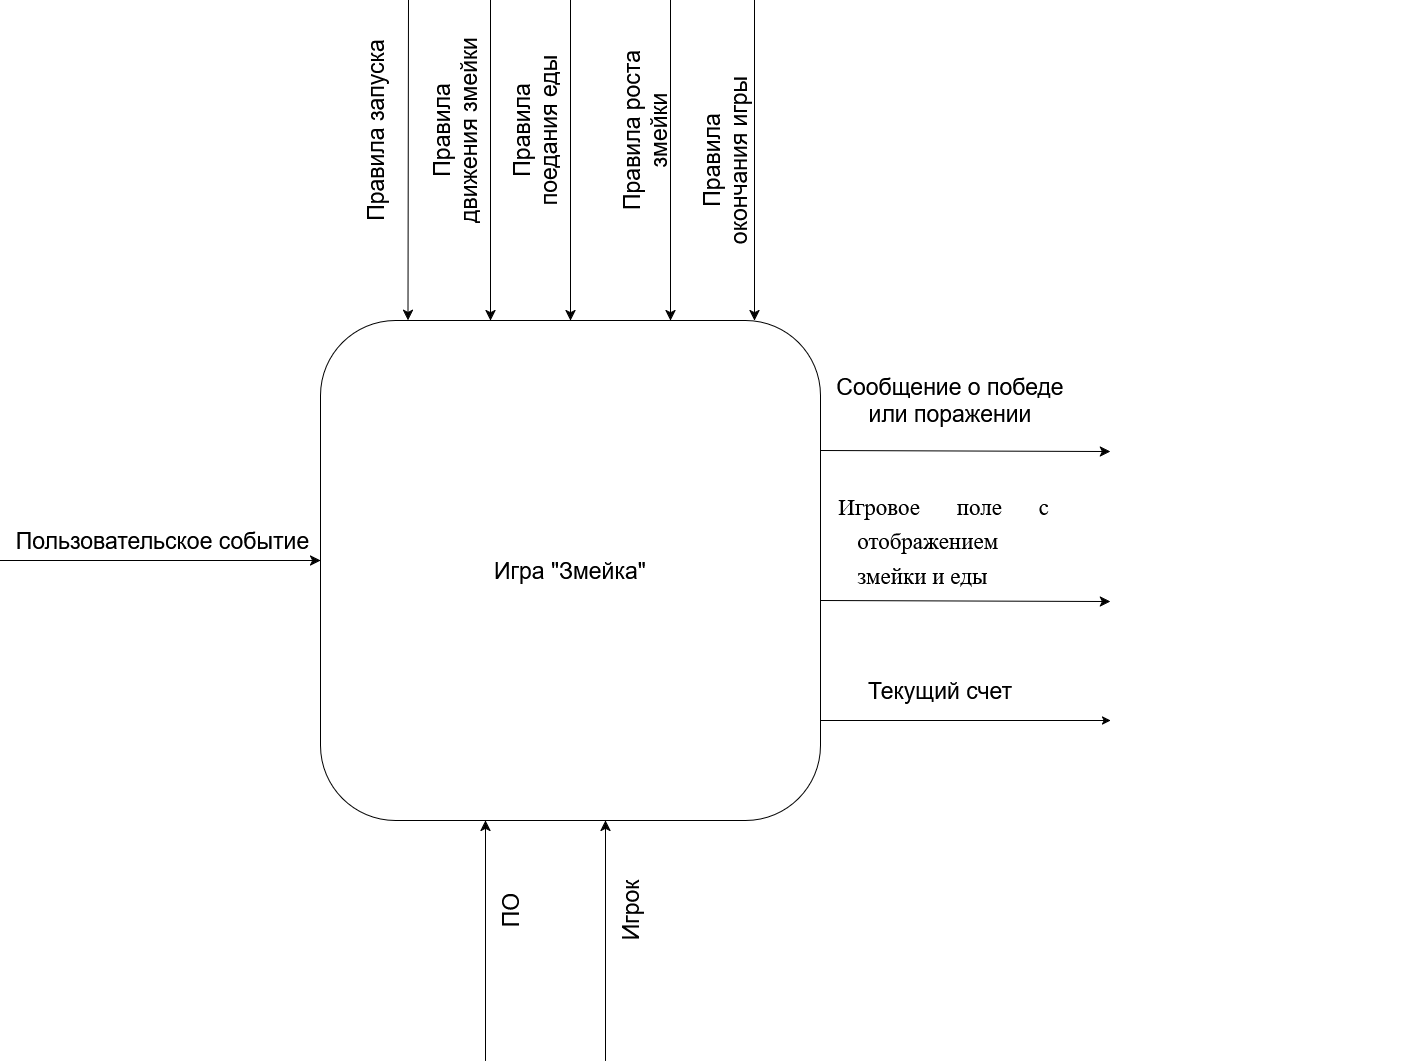 Правила запуска
Правила
движения змейки
Правила
поедания еды
Правила роста
змейки
Правила
окончания игры
Сообщение о победе
или поражении
Игровое поле с
отображением
змейки и еды
Пользовательское событие
Игра "Змейка"
Текущий счет
ПО
Игрок